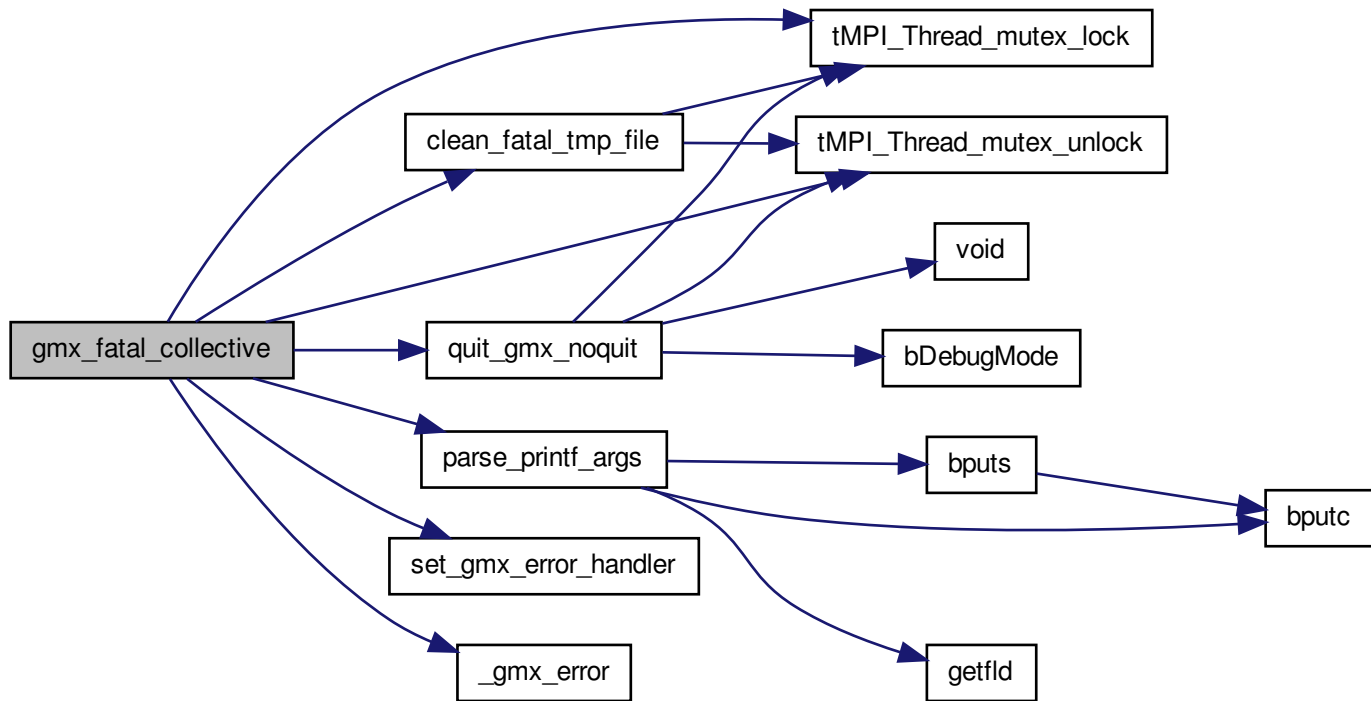 tMPI_Thread_mutex_lock
clean_fatal_tmp_file
tMPI_Thread_mutex_unlock
void
gmx_fatal_collective
quit_gmx_noquit
bDebugMode
parse_printf_args
bputs
bputc
set_gmx_error_handler
_gmx_error
getfld